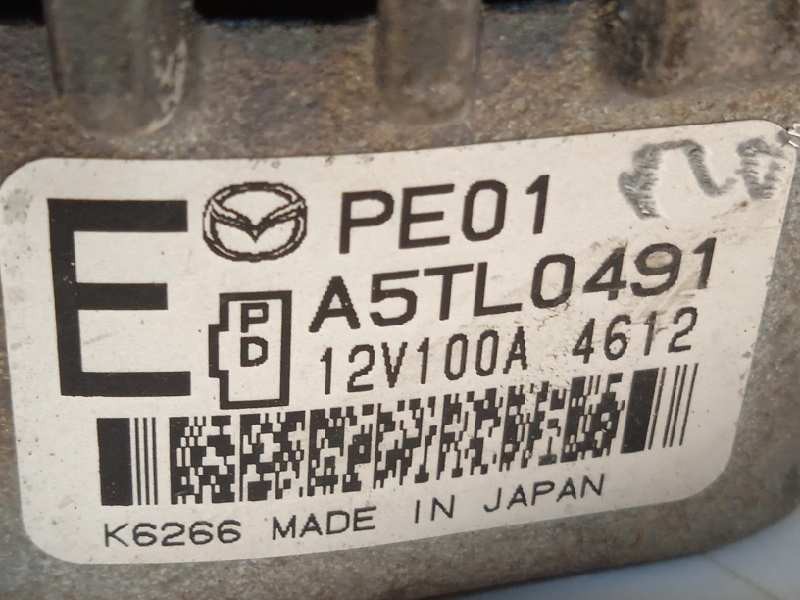 E PE01
A5TL0491
PD
12V100A 4612
K6266 MADE IN JAPAN